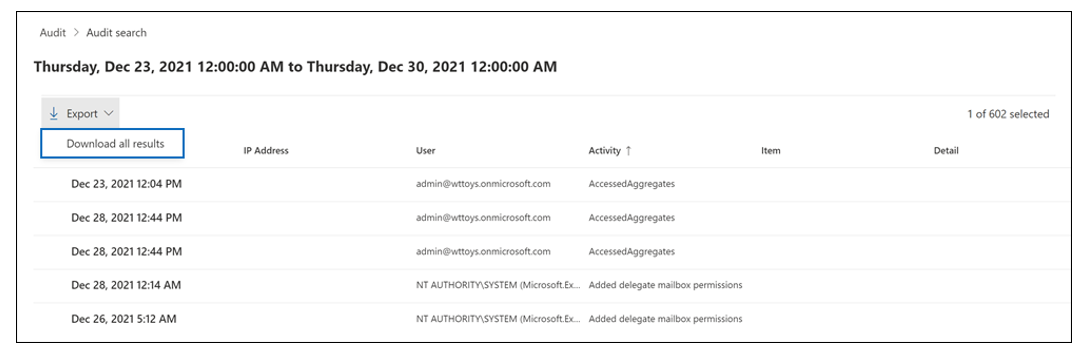 Audit > Audit search
Thursday, Dec 23, 2021 12:00:00 AM to Thursday, Dec 30, 2021 12:00:00 AM
Export 1 of 602 selected
Download all results
IP Address User Activity ↑ Item Detail
Dec 23, 2021 12:04 PM admin@wttoys.onmicrosoft.com AccessedAggregates
Dec 28, 2021 12:44 PM admin@wttoys.onmicrosoft.com AccessedAggregates
Dec 28, 2021 12:44 PM admin@wttoys.onmicrosoft.com AccessedAggregates
Dec 28, 2021 12:14 AM NT AUTHORITY\SYSTEM (Microsoft.Ex... Added delegate mailbox permissions
Dec 26, 2021 5:12 AM NT AUTHORITY\SYSTEM (Microsoft.Ex... Added delegate mailbox permissions